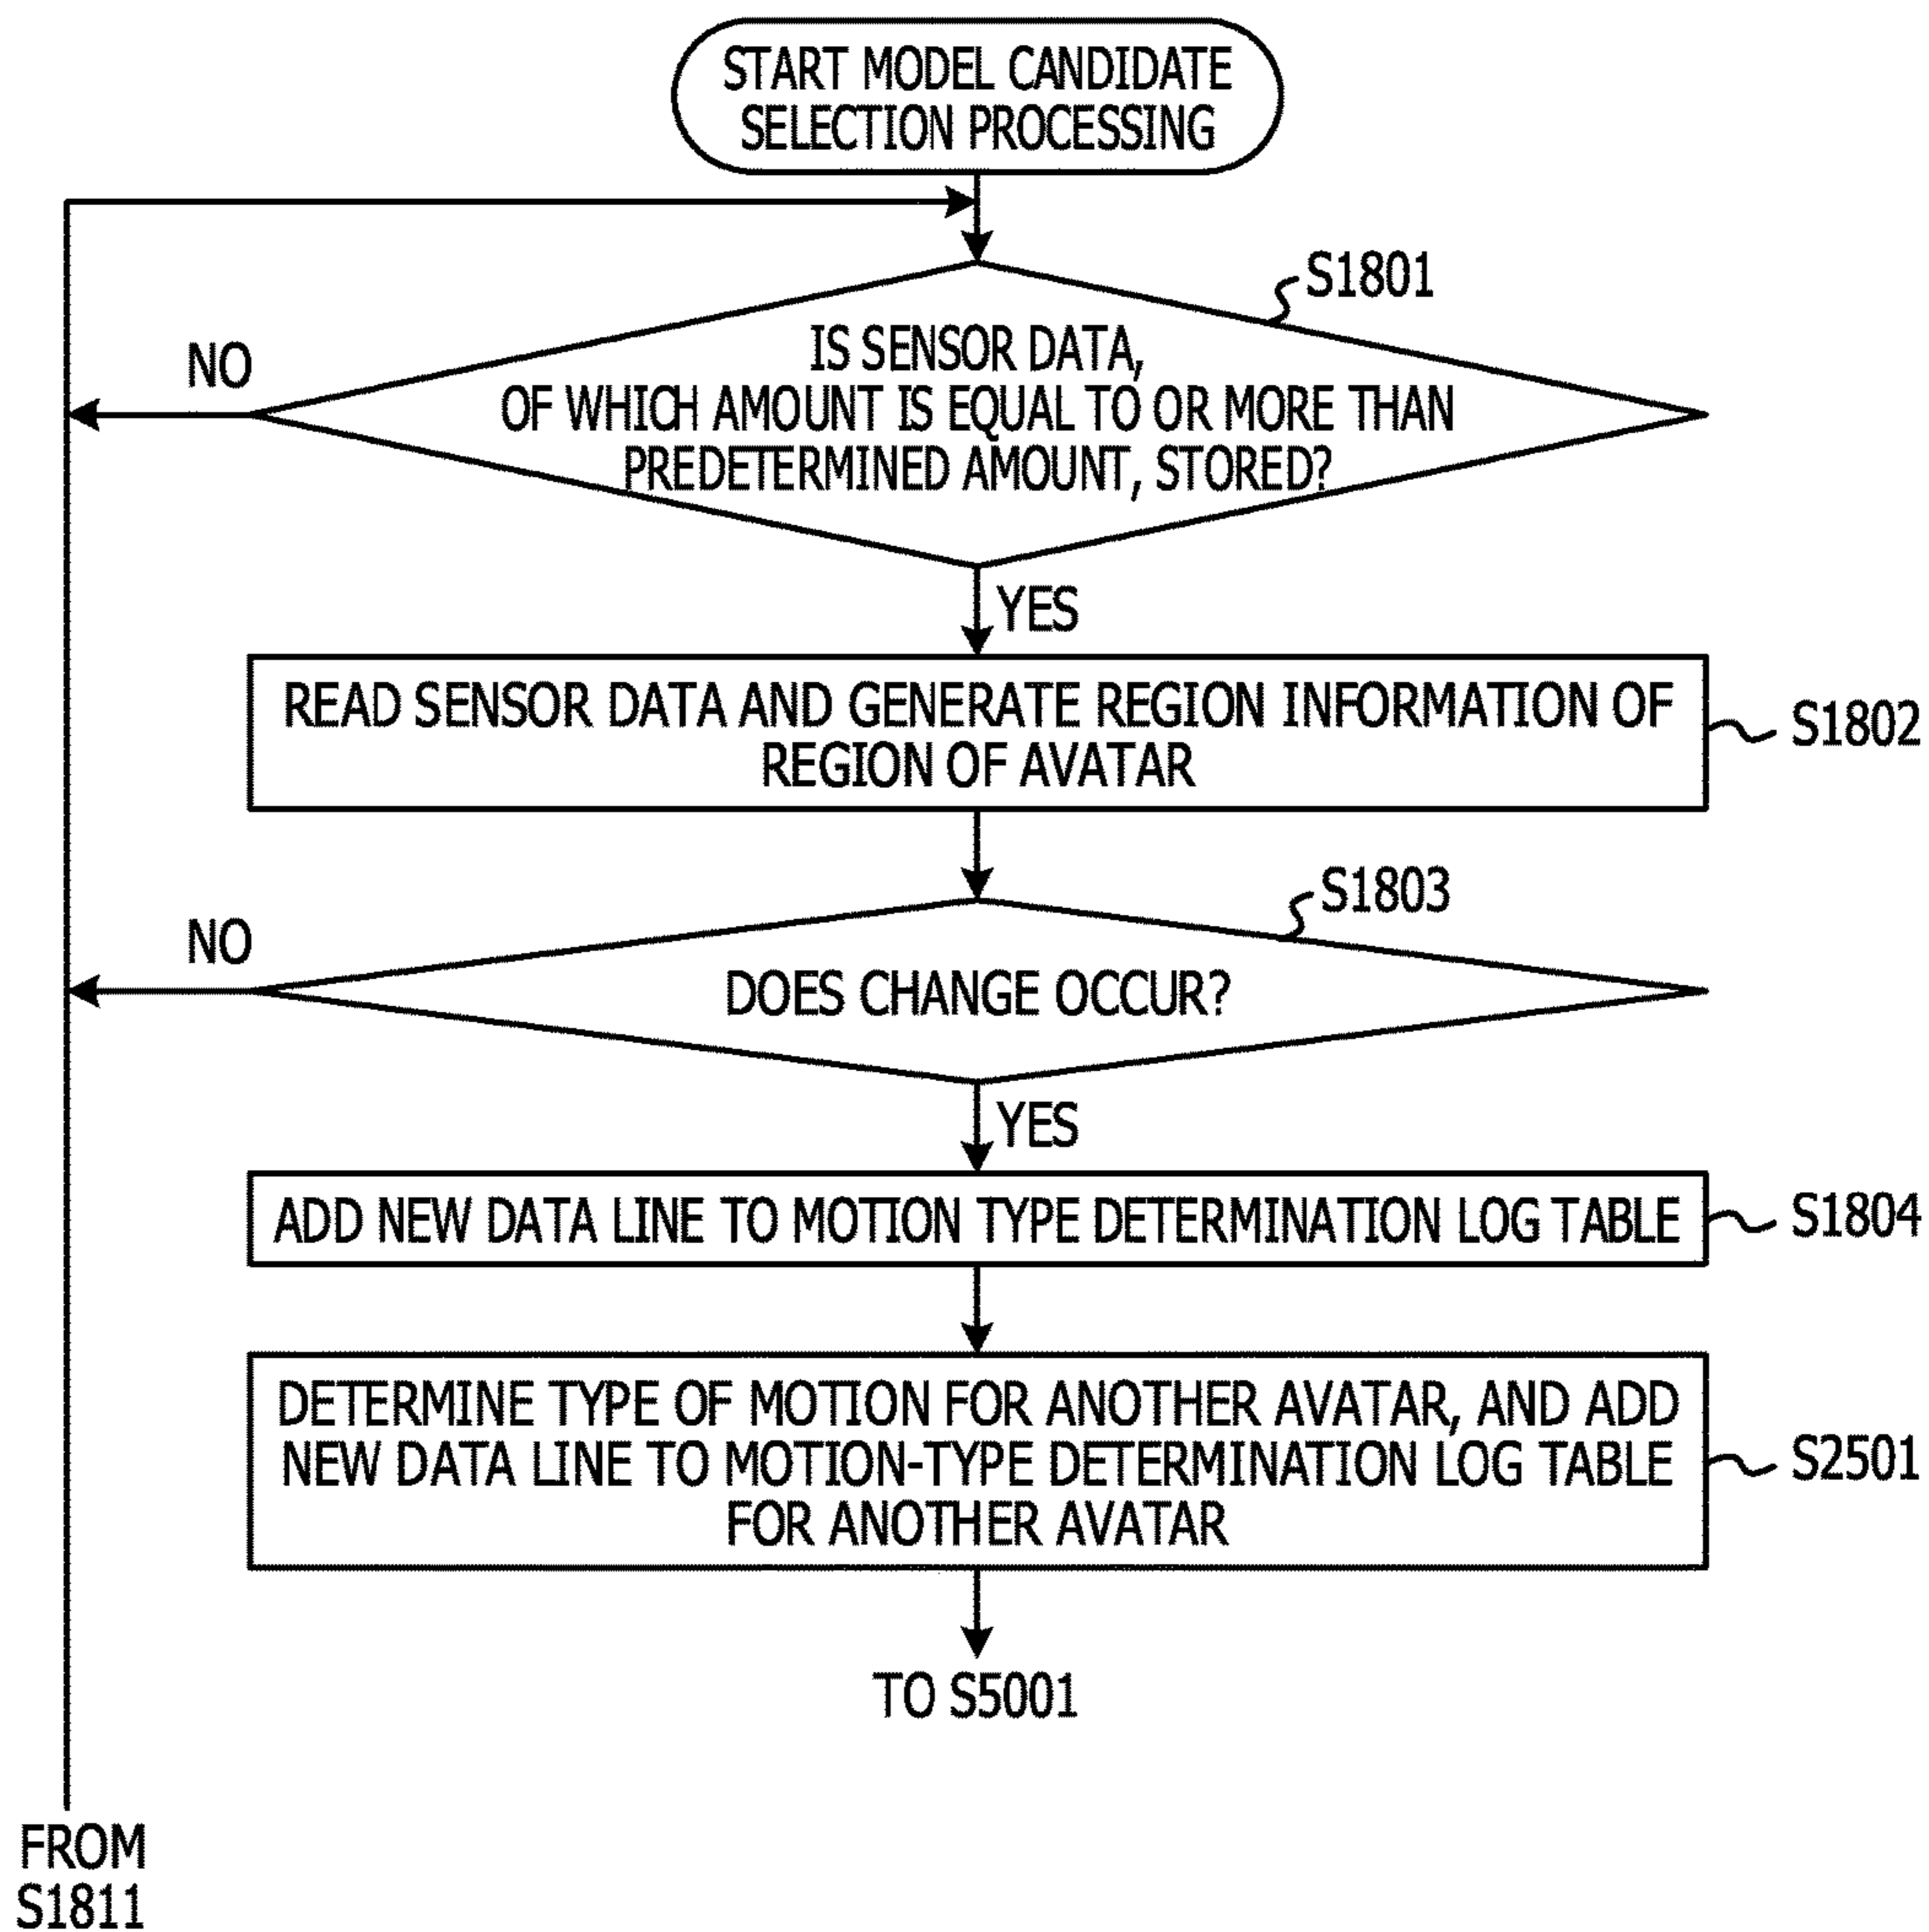 START MODEL CANDIDATE
SELECTION PROCESSING
S1801
IS SENSOR DATA,
OF WHICH AMOUNT IS EQUAL TO OR MORE THAN
PREDETERMINED AMOUNT, STORED?
NO
YES
READ SENSOR DATA AND GENERATE REGION INFORMATION OF
REGION OF AVATAR
S1802
S1803
NO
DOES CHANGE OCCUR?
YES
ADD NEW DATA LINE TO MOTION TYPE DETERMINATION LOG TABLE
S1804
DETERMINE TYPE OF MOTION FOR ANOTHER AVATAR, AND ADD
NEW DATA LINE TO MOTION-TYPE DETERMINATION LOG TABLE
FOR ANOTHER AVATAR
S2501
TO S5001
FROM
S1811